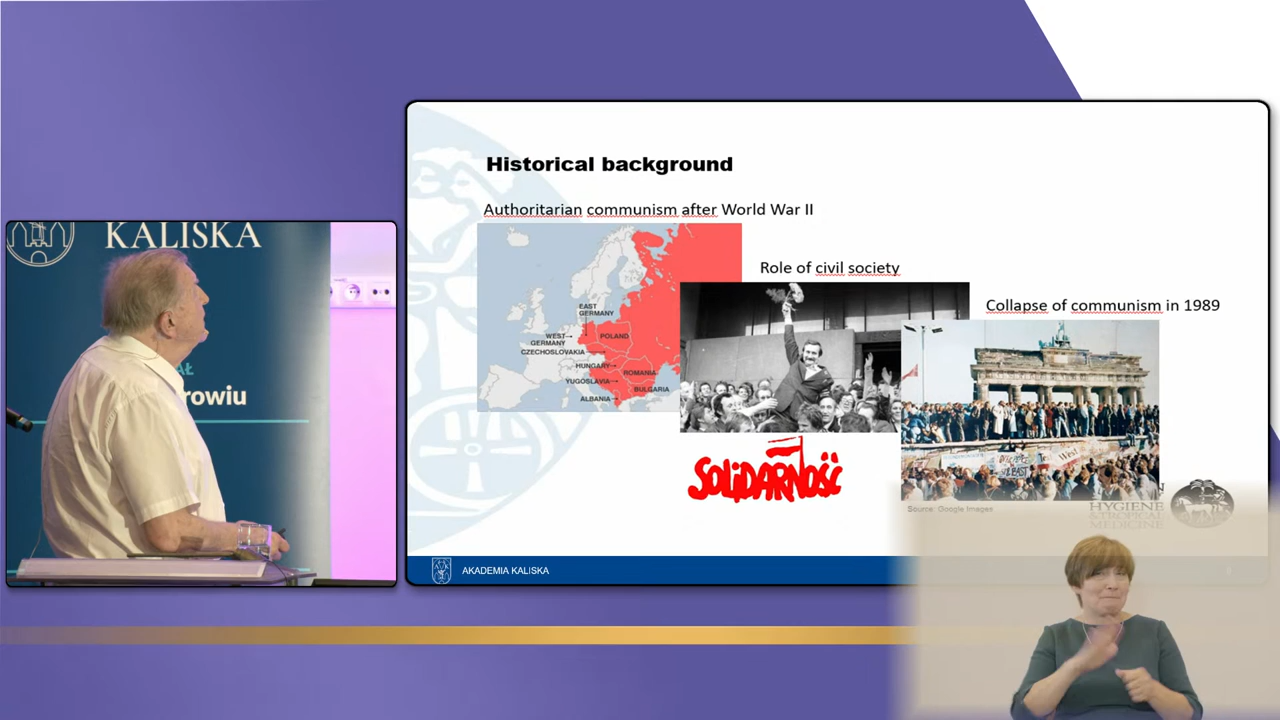 KALISKA
AŁ
rowiu
Historical background
Authoritarian communism after World War II
EAST
GERMANY
WEST
GERMANY
POLAND
CZECHOSLOVAKIA
HUNGARY
ROMANIA
YUGOSLAVIA
BULGARIA
ALBANIA
Role of civil society
SOLIDARNOŚĆ
Collapse of communism in 1989
Source: Google Images
HYGIENE
& TROPICAL
MEDICINE
AKADEMIA KALISKA